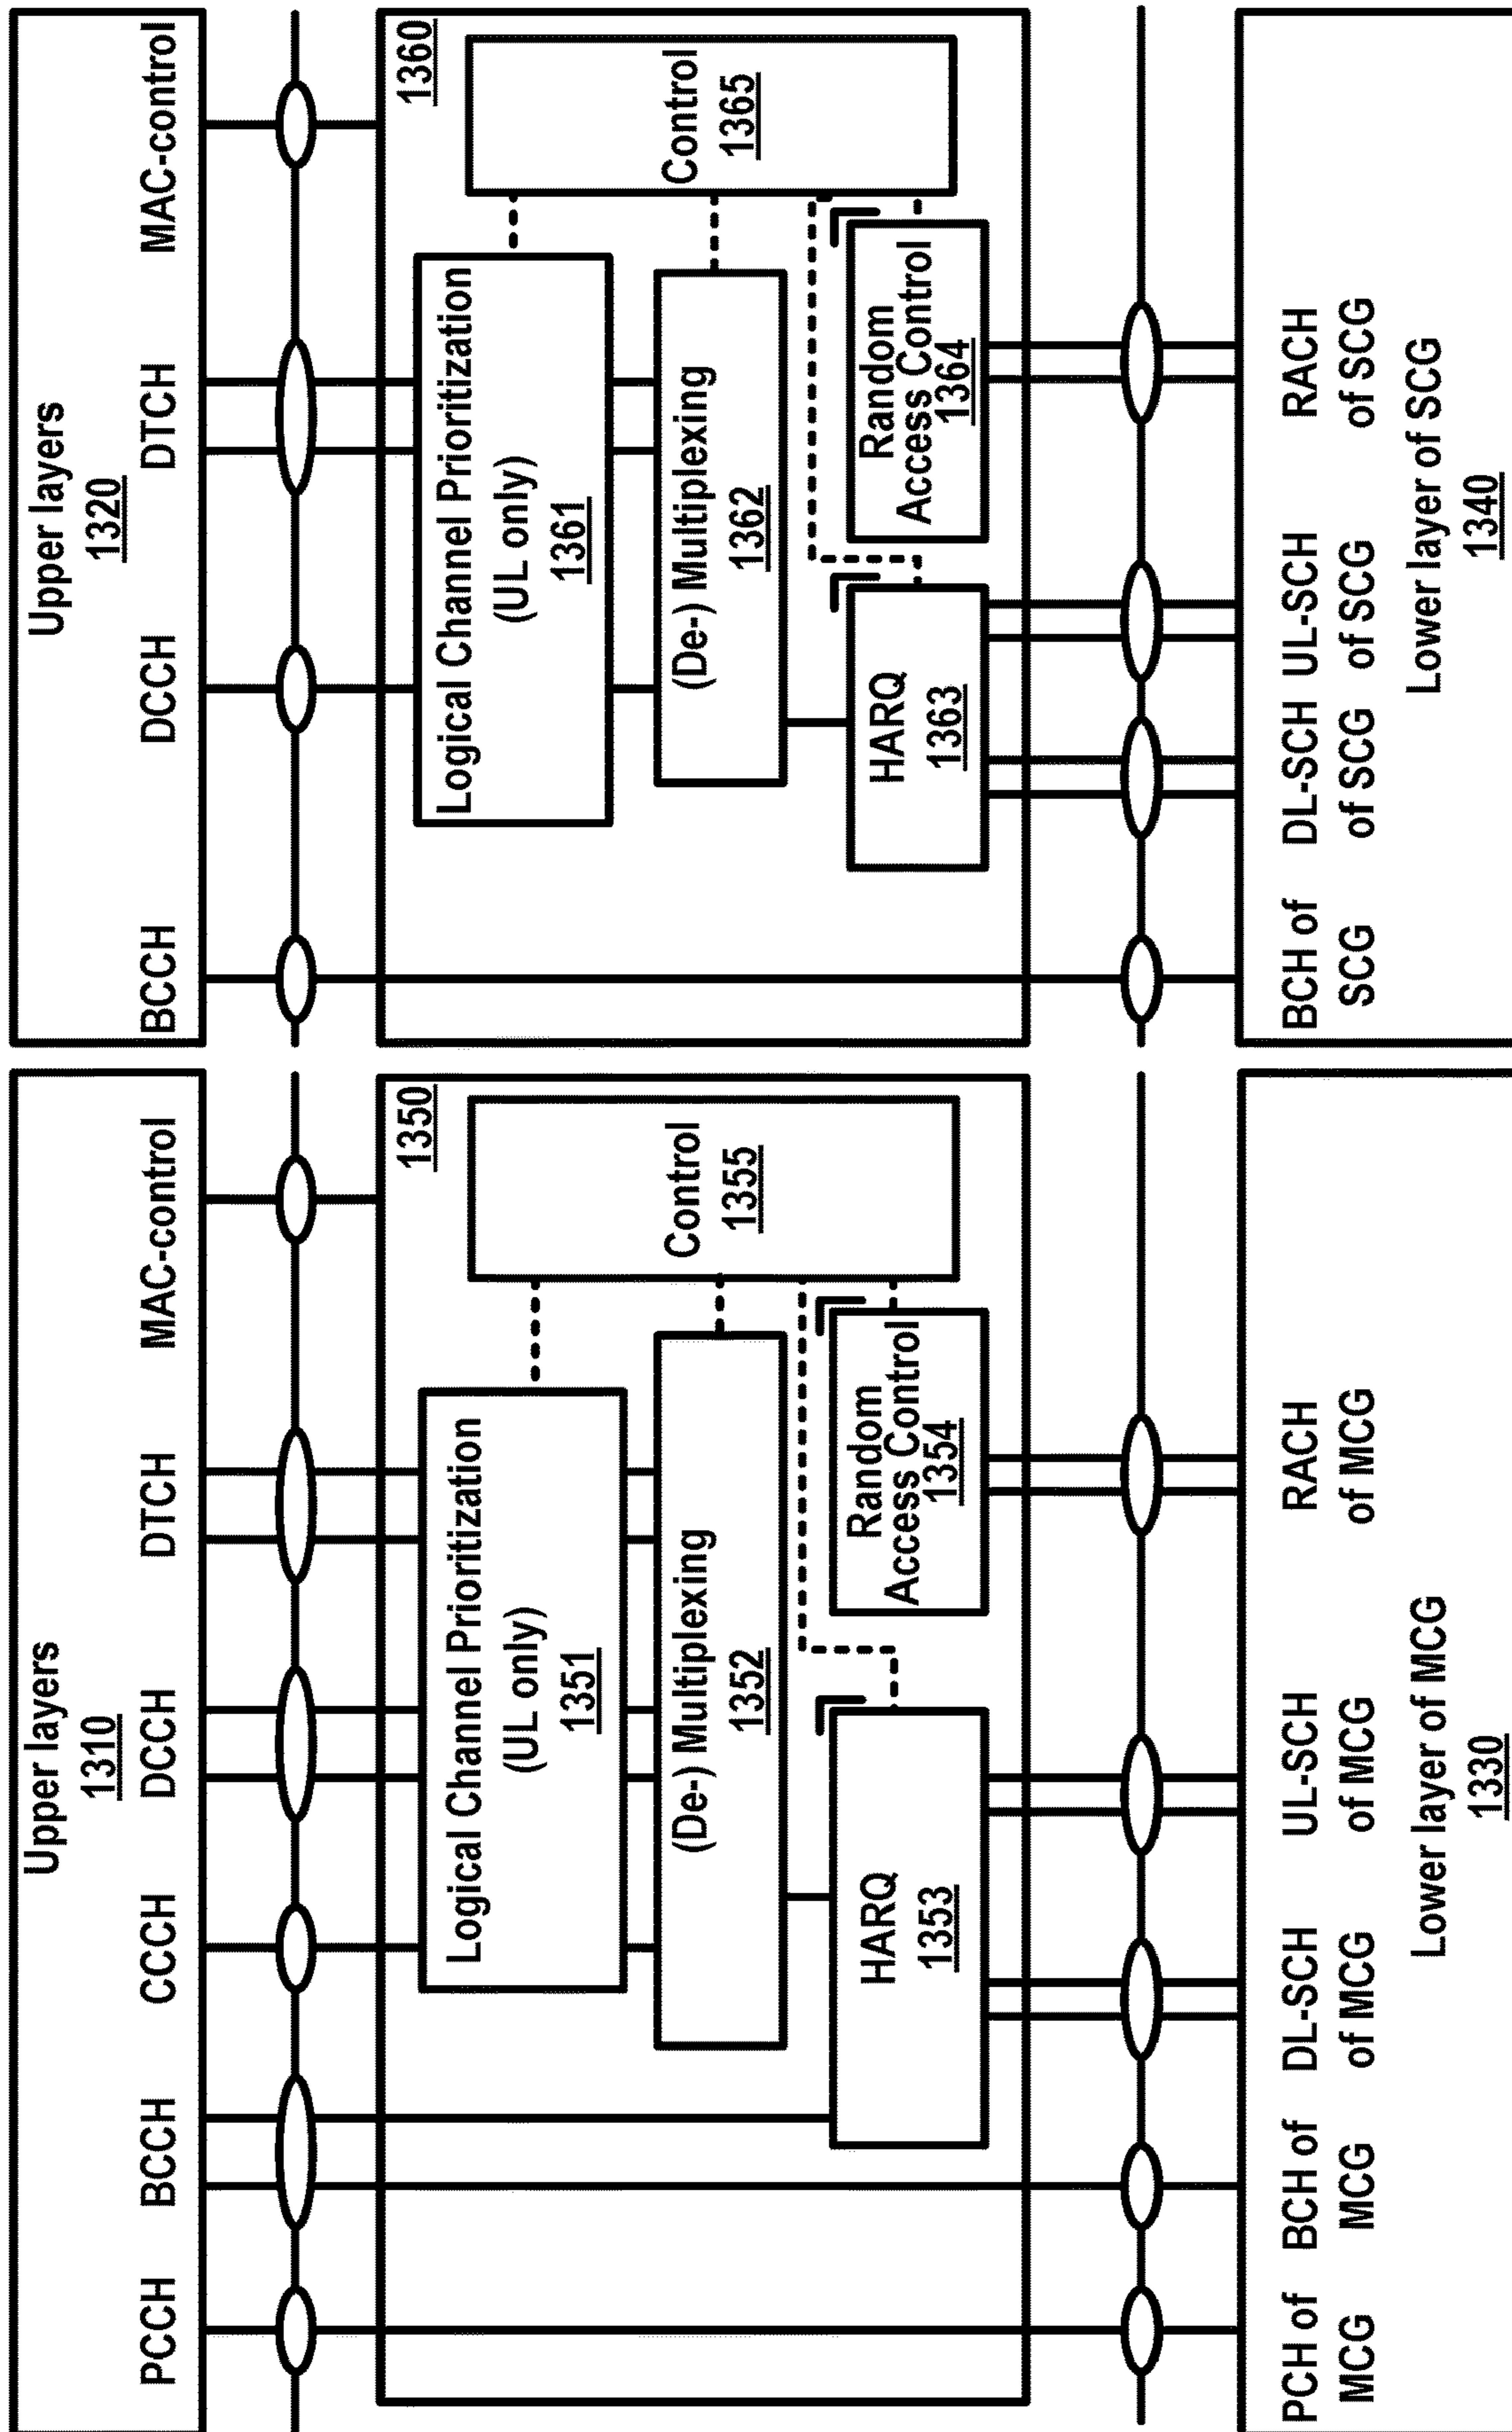 Upper layers
1310
PCCH
BCCH
CCCH
DCCH
DTCH
MAC-control
1350
Logical Channel Prioritization
(UL only)
1351
(De-) Multiplexing
1352
HARQ
1353
Random
Access Control
1354
Control
1355
PCH of
MCG
BCH of
MCG
DL-SCH
of MCG
UL-SCH
of MCG
RACH
of MCG
Lower layer of MCG
1330
Upper layers
1320
BCCH
DCCH
DTCH
MAC-control
1360
Logical Channel Prioritization
(UL only)
1361
(De-) Multiplexing
1362
HARQ
1363
Random
Access Control
1364
Control
1365
BCH of
SCG
DL-SCH
of SCG
UL-SCH
of SCG
RACH
of SCG
Lower layer of SCG
1340